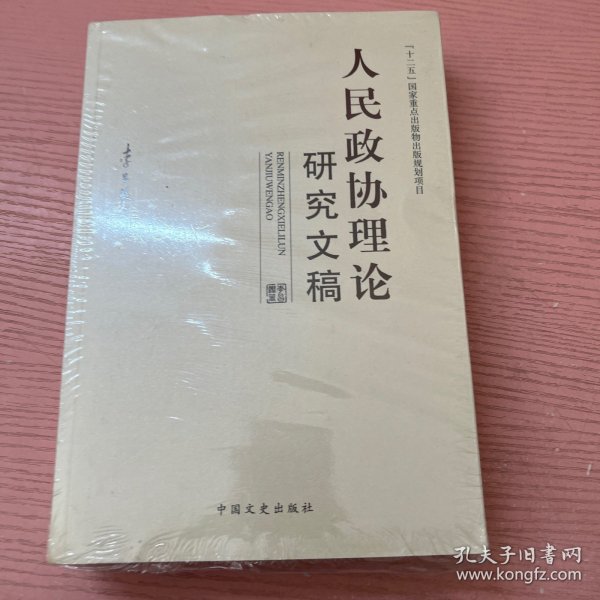 「十二五」国家重点出版物出版规划项目
人民政协理论
研究文稿
RENMINZHENGXIELILUN
YANJIUWENGAO
中国文史出版社
孔夫子旧书网
www.kongfz.com